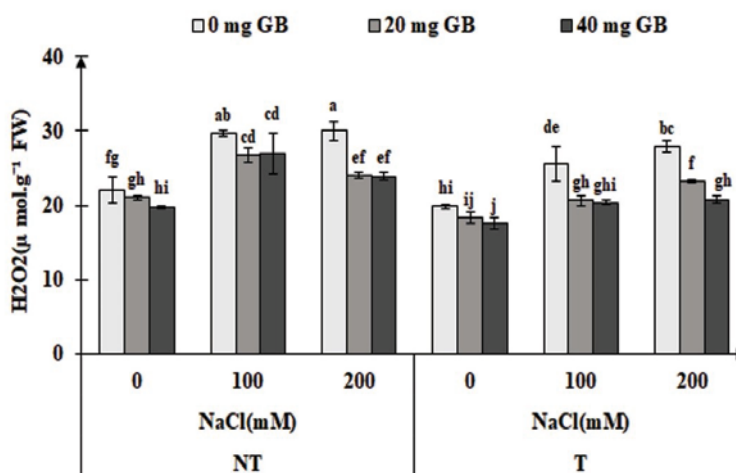 0 mg GB 20 mg GB 40 mg GB
H2O2(μ mol.g⁻¹ FW)
40
30
20
10
0
fg gh hi ab cd cd a ef ef hi ij j de gh ghi bc f gh
0 100 200 0 100 200
NaCl(mM) NaCl(mM)
NT T